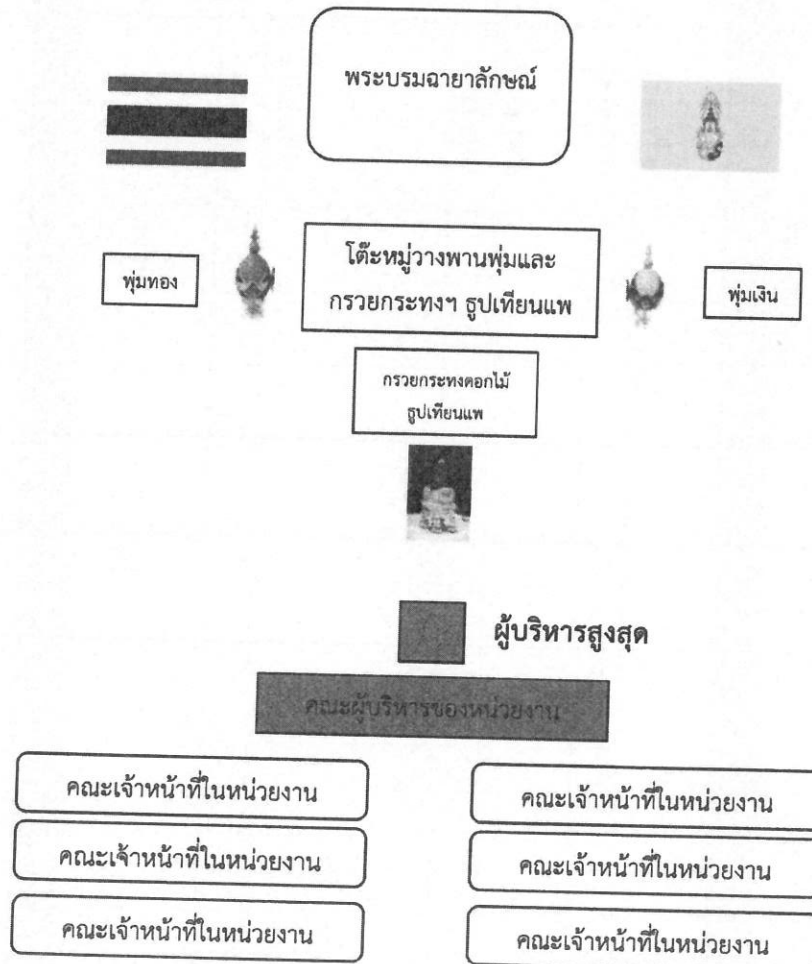 พระบรมฉายาลักษณ์
พุ่มทอง
โต๊ะหมู่วางพานพุ่มและ
กรวยกระทงฯ ธูปเทียนแพ
พุ่มเงิน
กรวยกระทงดอกไม้
ธูปเทียนแพ
ผู้บริหารสูงสุด
คณะผู้บริหารของหน่วยงาน
คณะเจ้าหน้าที่ในหน่วยงาน
คณะเจ้าหน้าที่ในหน่วยงาน
คณะเจ้าหน้าที่ในหน่วยงาน
คณะเจ้าหน้าที่ในหน่วยงาน
คณะเจ้าหน้าที่ในหน่วยงาน
คณะเจ้าหน้าที่ในหน่วยงาน